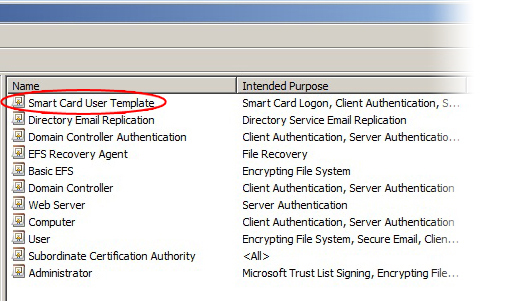 Name Intended Purpose
Smart Card User Template Smart Card Logon, Client Authentication, S...
Directory Email Replication Directory Service Email Replication
Domain Controller Authentication Client Authentication, Server Authentication...
EFS Recovery Agent File Recovery
Basic EFS Encrypting File System
Domain Controller Client Authentication, Server Authentication
Web Server Server Authentication
Computer Client Authentication, Server Authentication
User Encrypting File System, Secure Email, Clien...
Subordinate Certification Authority <All>
Administrator Microsoft Trust List Signing, Encrypting File...